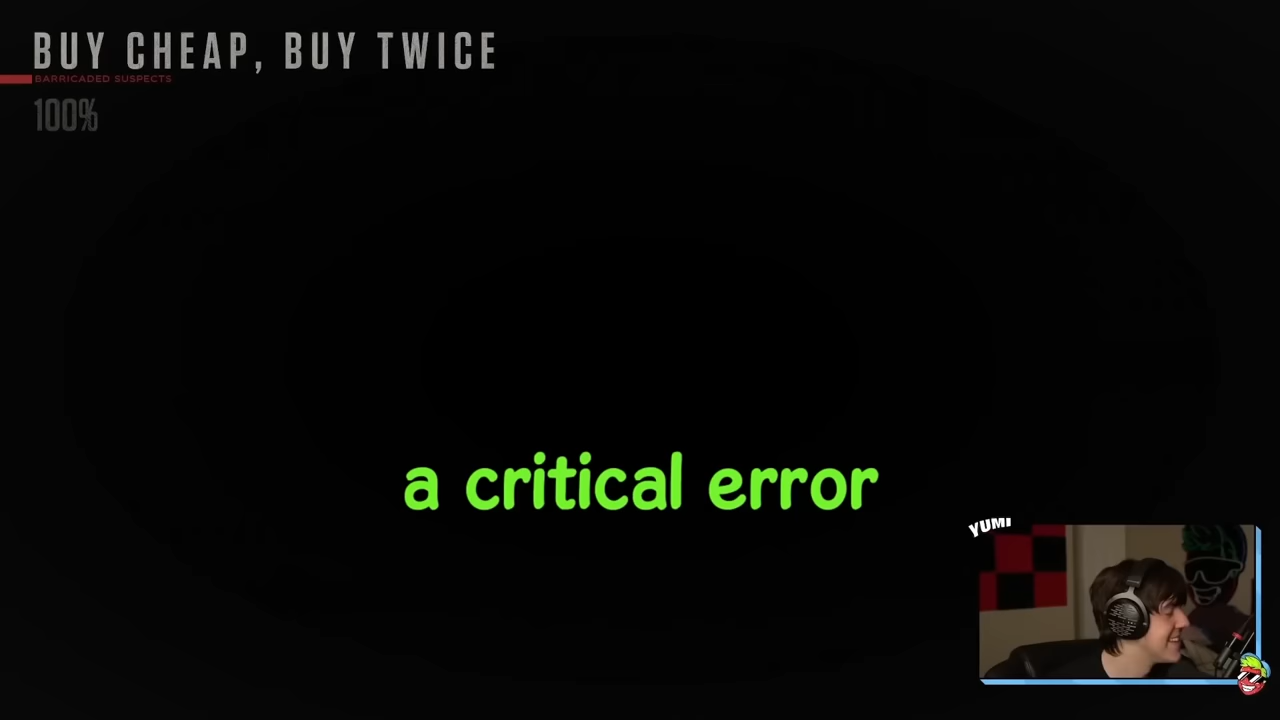 BUY CHEAP, BUY TWICE
BARRICADED SUSPECTS
100%
a critical error
YUMI